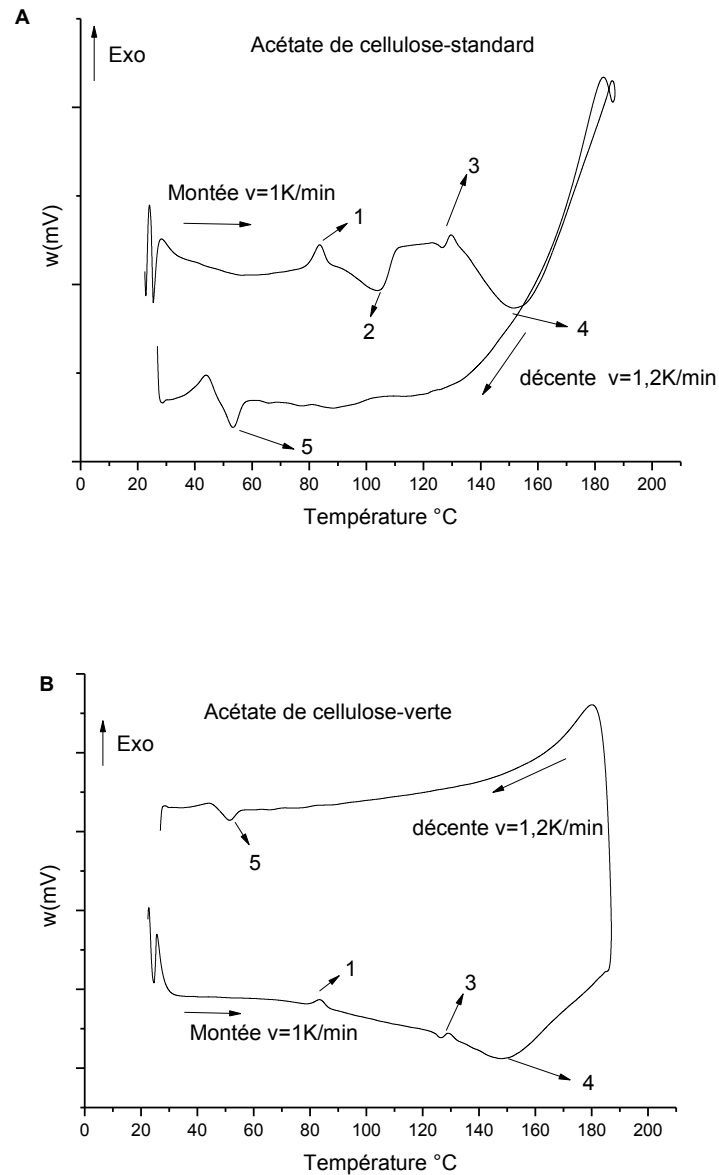 A
Exo
Acétate de cellulose-standard
Montée v=1K/min
1
3
2
4
décente v=1,2K/min
5
w(mV)
0 20 40 60 80 100 120 140 160 180 200
Température °C
B
Acétate de cellulose-verte
Exo
décente v=1,2K/min
5
1
3
Montée v=1K/min
4
w(mV)
0 20 40 60 80 100 120 140 160 180 200
Température °C